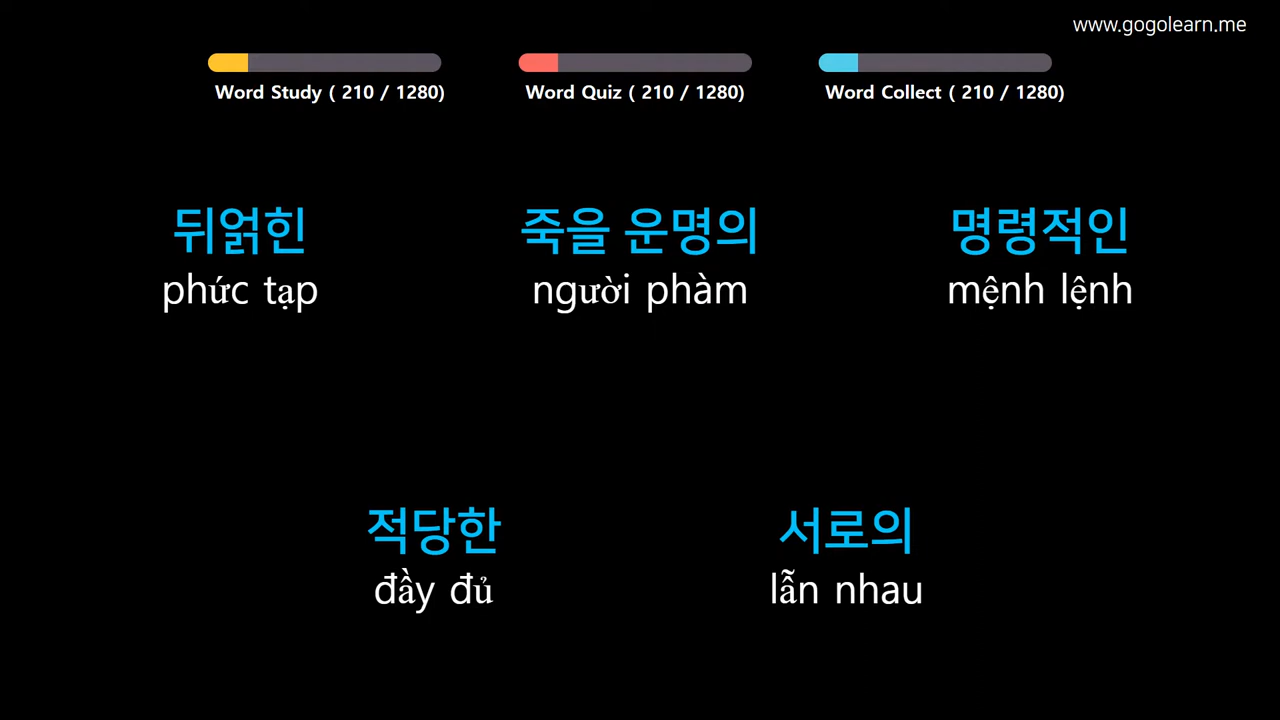 www.gogolearn.me
Word Study ( 210 / 1280)
Word Quiz ( 210 / 1280)
Word Collect ( 210 / 1280)
뒤얽힌
phức tạp
죽을 운명의
người phàm
명령적인
mệnh lệnh
적당한
đầy đủ
서로의
lẫn nhau